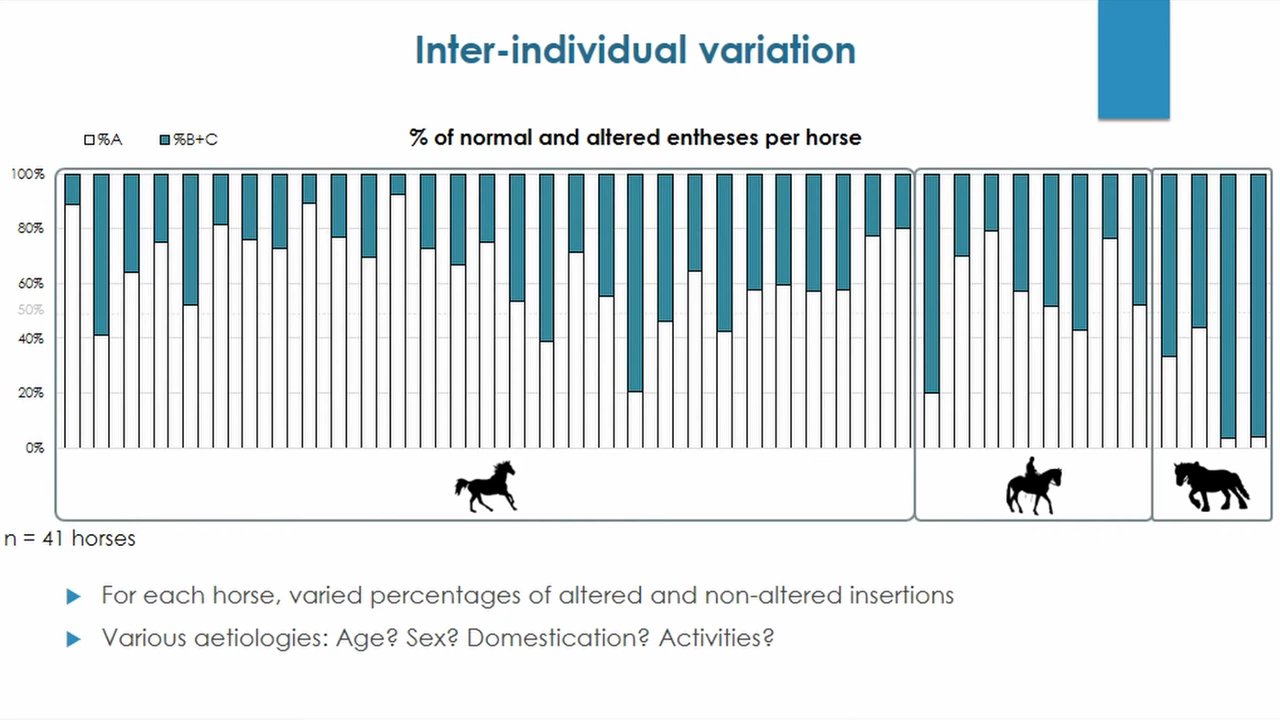 Inter-individual variation
%A
%B+C
% of normal and altered entheses per horse
100%
80%
60%
50%
40%
20%
0%
n = 41 horses
For each horse, varied percentages of altered and non-altered insertions
Various aetiologies: Age? Sex? Domestication? Activities?